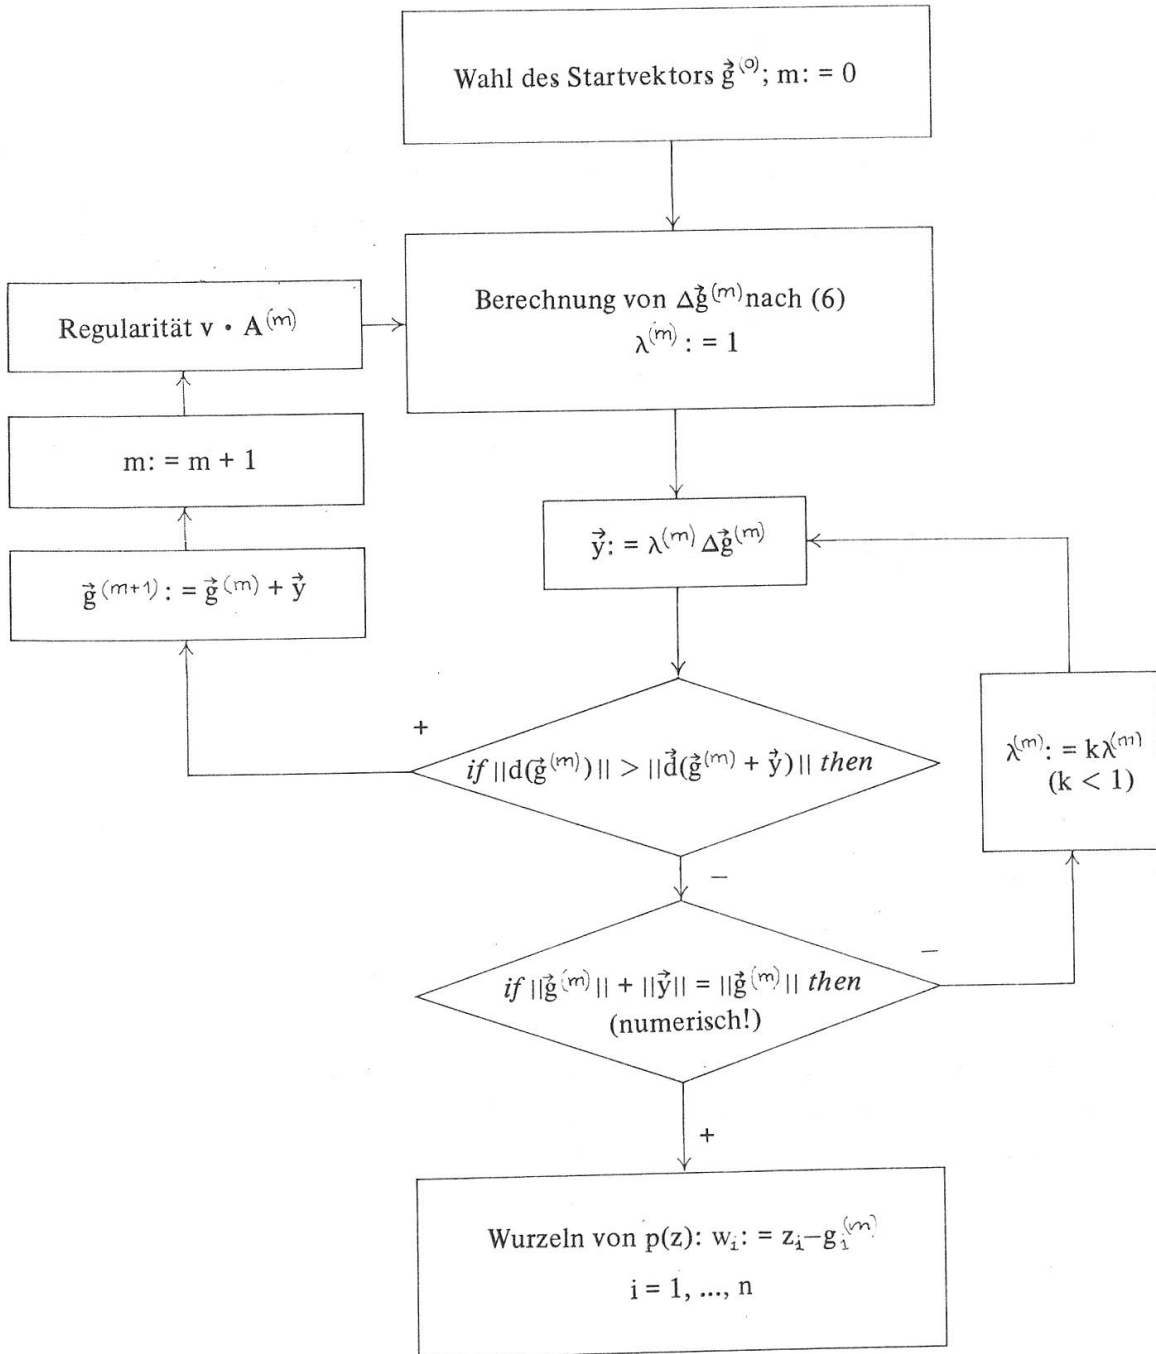 Wahl des Startvektors g⃗⁽⁰⁾; m: = 0
Berechnung von Δg⃗⁽ᵐ⁾ nach (6)
λ⁽ᵐ⁾ : = 1
Regularität v • A⁽ᵐ⁾
m: = m + 1
g⃗⁽ᵐ⁺¹⁾ : = g⃗⁽ᵐ⁾ + y⃗
y⃗: = λ⁽ᵐ⁾ Δg⃗⁽ᵐ⁾
+
if ||d(g⃗⁽ᵐ⁾)|| > ||d⃗(g⃗⁽ᵐ⁾ + y⃗)|| then
λ⁽ᵐ⁾: = kλ⁽ᵐ⁾
(k < 1)
−
−
if ||g⃗⁽ᵐ⁾|| + ||y⃗|| = ||g⃗⁽ᵐ⁾|| then
(numerisch!)
+
Wurzeln von p(z): wᵢ: = zᵢ−gᵢ⁽ᵐ⁾
i = 1, ..., n